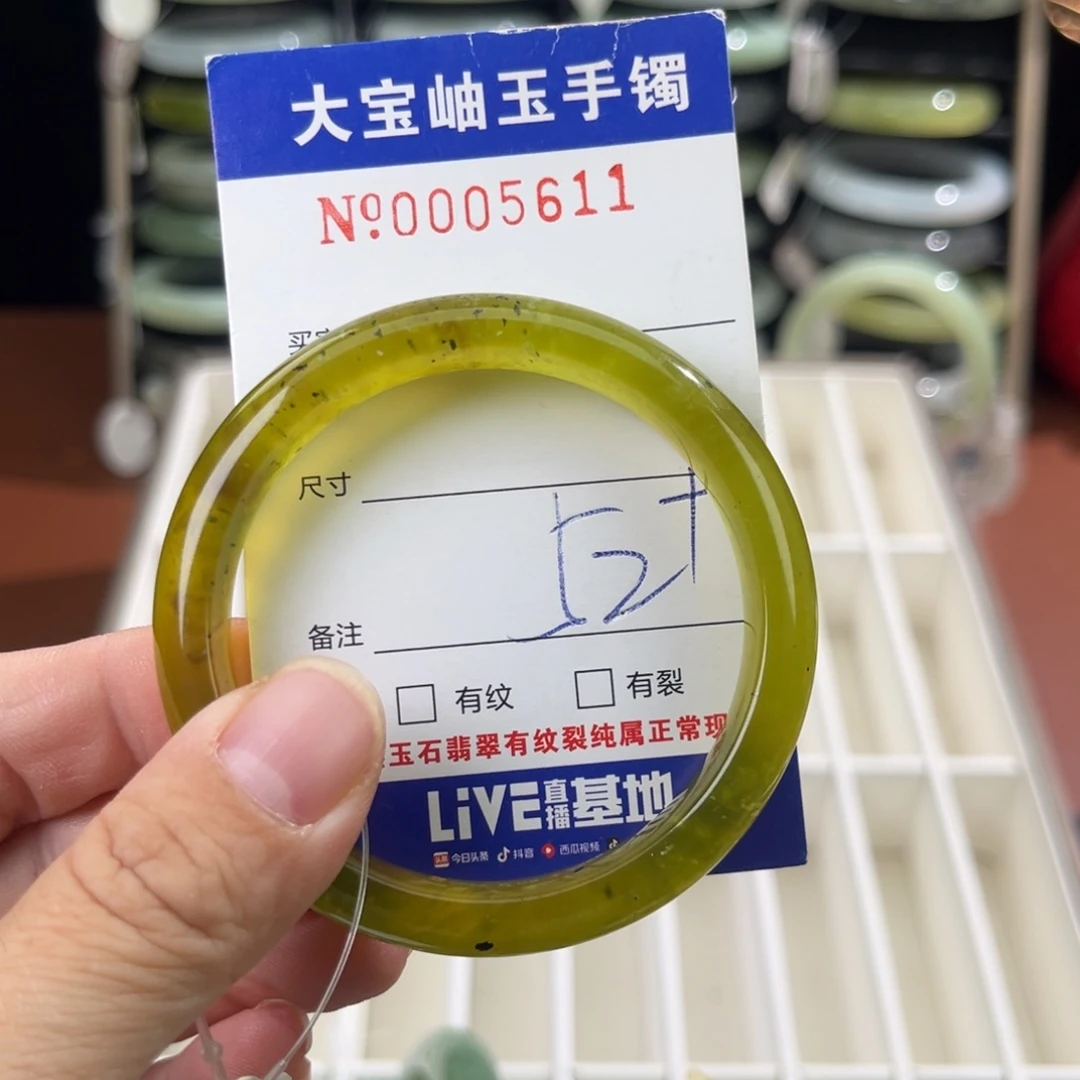 大宝岫玉手镯
Nº:0005611
尺寸
52+
备注
□ 有纹 □ 有裂
玉石翡翠有纹裂纯属正常现
LiVE直播基地
今日头条 抖音 西瓜视频